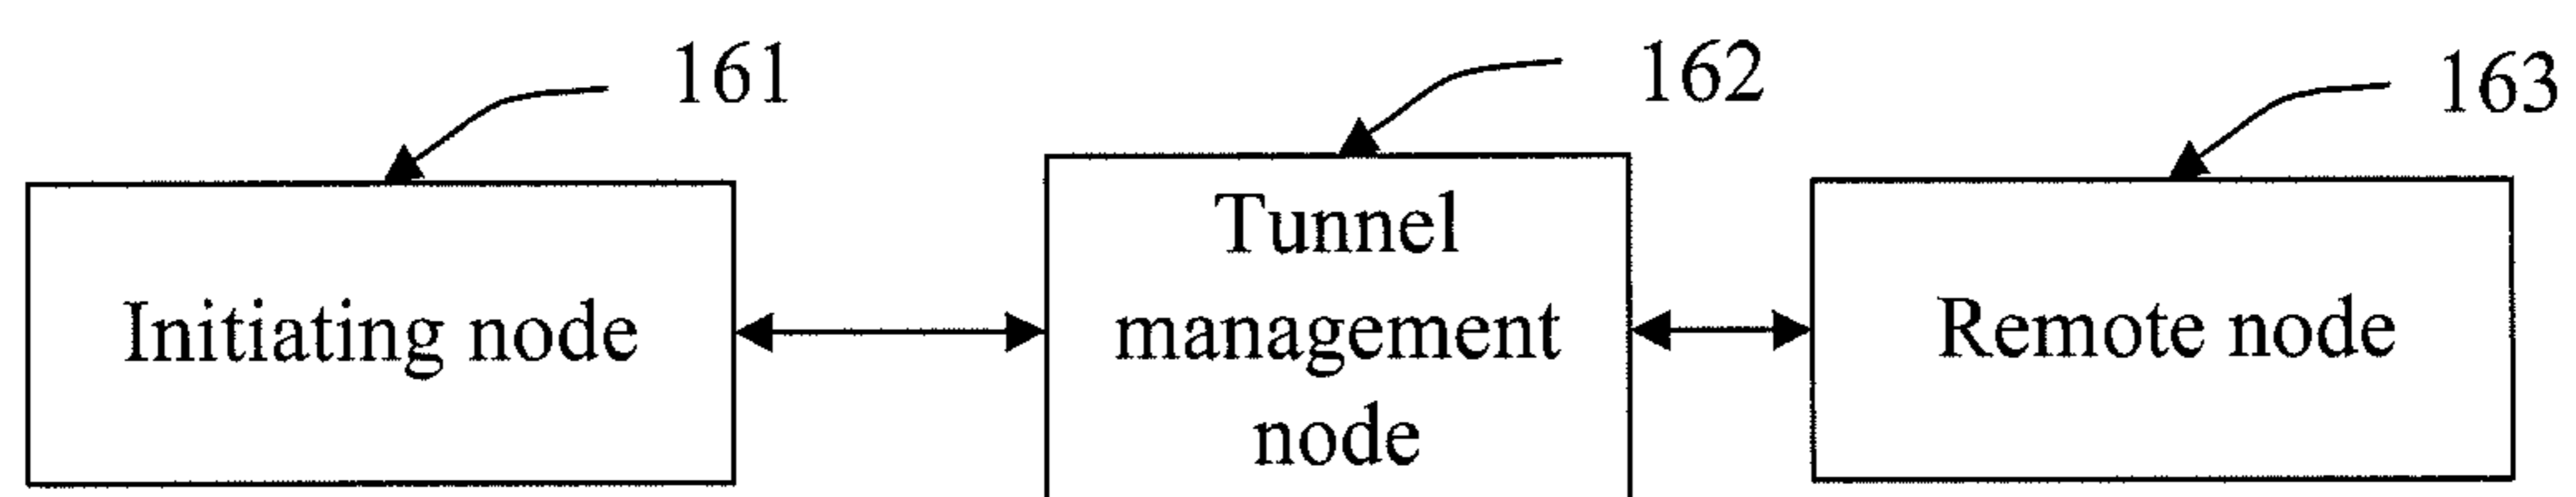 161
162
163
Initiating node
Tunnel
management
node
Remote node